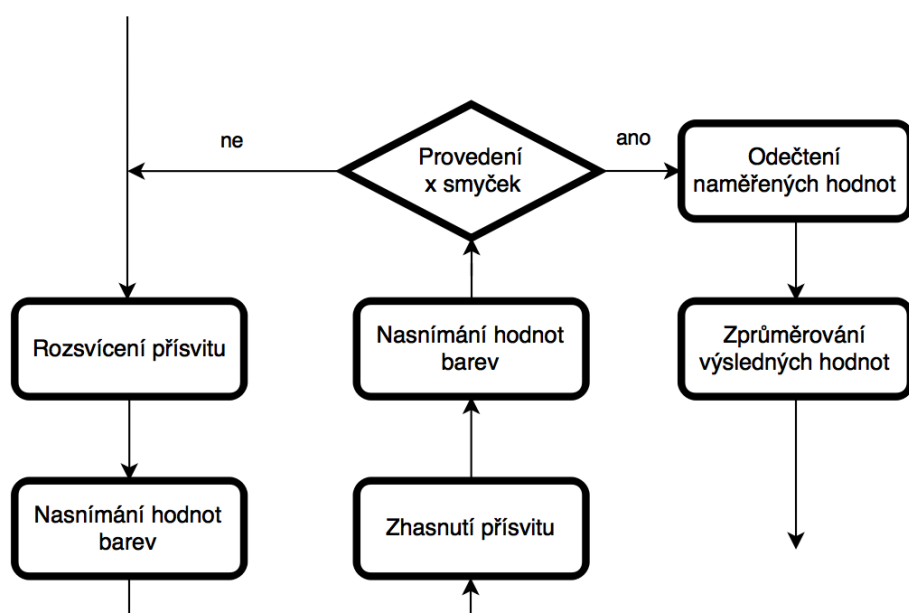 ne
Provedení
x smyček
ano
Odečtení
naměřených hodnot
Rozsvícení přísvitu
Nasnímání hodnot
barev
Zprůměrování
výsledných hodnot
Nasnímání hodnot
barev
Zhasnutí přísvitu